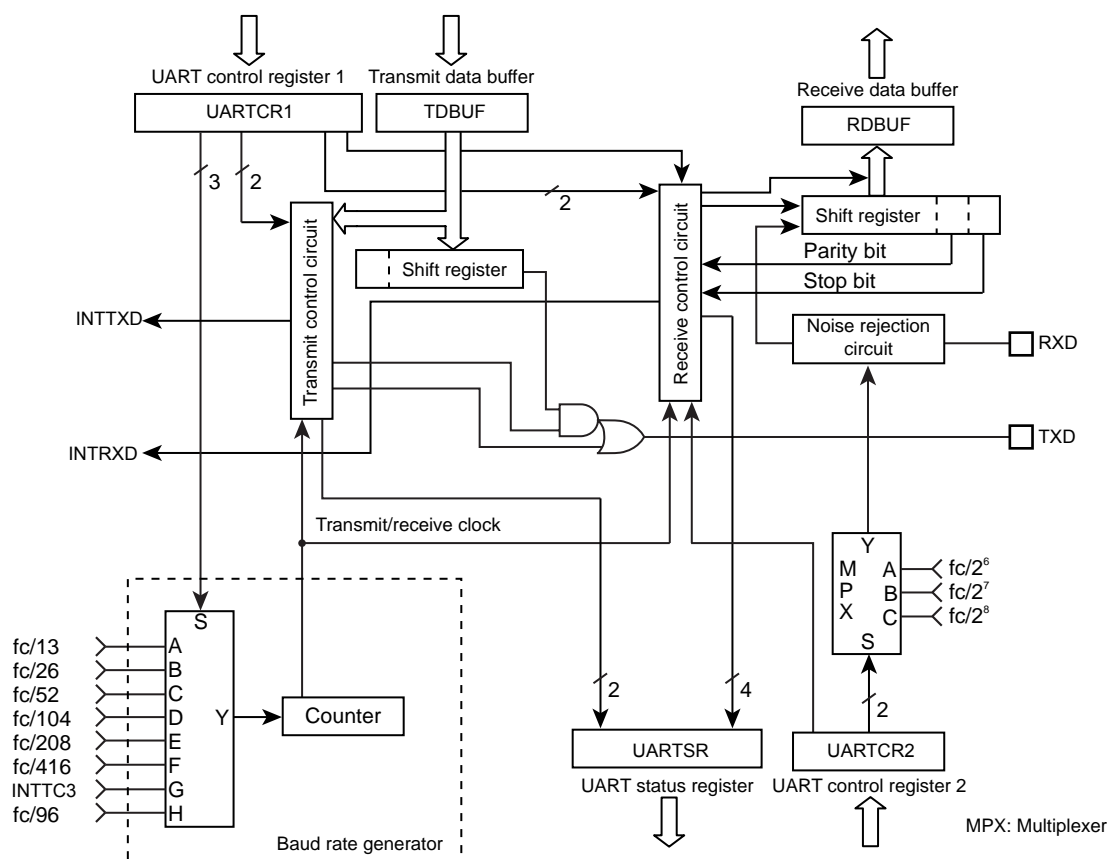 UART control register 1
Transmit data buffer
Receive data buffer
UARTCR1
TDBUF
RDBUF
3
2
2
Transmit control circuit
Receive control circuit
Shift register
Shift register
Parity bit
Stop bit
INTTXD
Noise rejection
circuit
RXD
INTRXD
TXD
Transmit/receive clock
Y
M
P
X
A
B
C
S
fc/2⁶
fc/2⁷
fc/2⁸
S
fc/13
A
fc/26
B
fc/52
C
fc/104
D
fc/208
E
fc/416
F
INTTC3
G
fc/96
H
Y
Counter
2
4
2
UARTSR
UARTCR2
UART status register
UART control register 2
Baud rate generator
MPX: Multiplexer